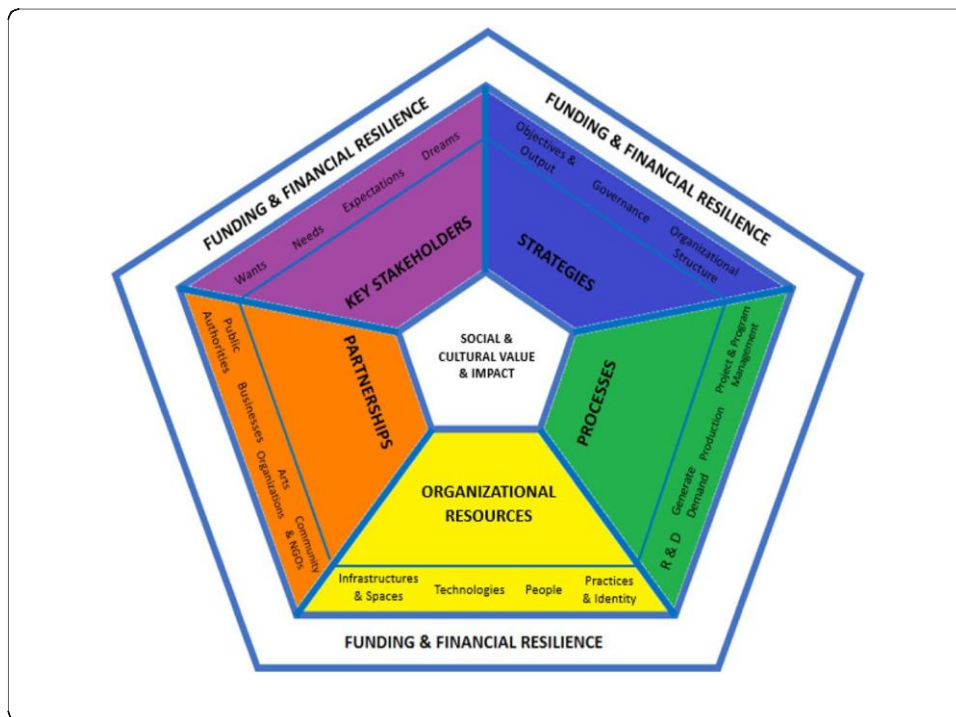 FUNDING & FINANCIAL RESILIENCE
FUNDING & FINANCIAL RESILIENCE
Wants
Needs
Expectations
Dreams
KEY STAKEHOLDERS
Objectives &
Output
Governance
Organizational
Structure
STRATEGIES
SOCIAL &
CULTURAL VALUE
& IMPACT
Public
Authorities
Businesses
Arts
Organizations
Community
& NGOs
PARTNERSHIPS
PROCESSES
Project & Program
Management
Production
Generate
Demand
R & D
ORGANIZATIONAL
RESOURCES
Infrastructures
& Spaces
Technologies
People
Practices
& Identity
FUNDING & FINANCIAL RESILIENCE